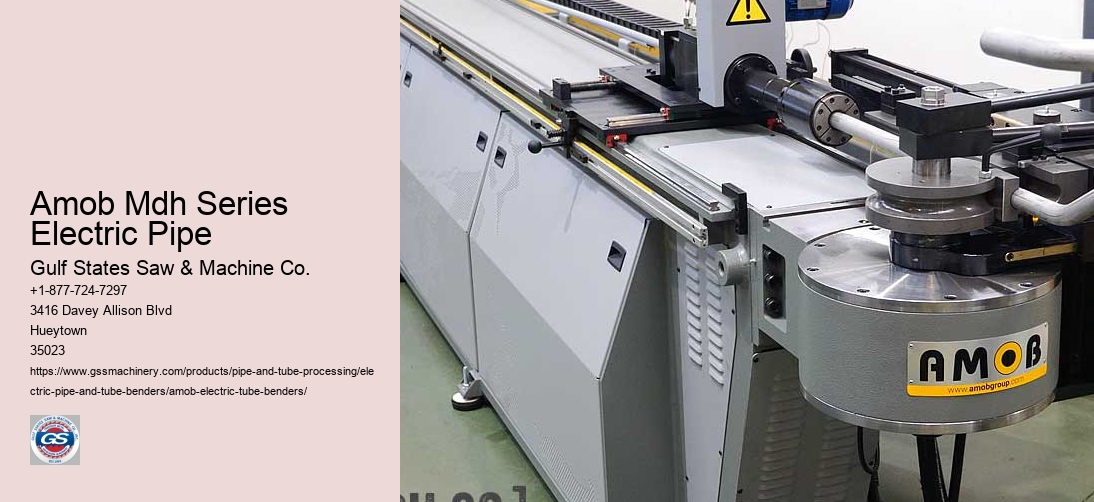 Amob Mdh Series
Electric Pipe
Gulf States Saw & Machine Co.
+1-877-724-7297
3416 Davey Allison Blvd
Hueytown
35023
https://www.gssmachinery.com/products/pipe-and-tube-processing/ele
ctric-pipe-and-tube-benders/amob-electric-tube-benders/
GS
AMOB
www.amobgroup.com